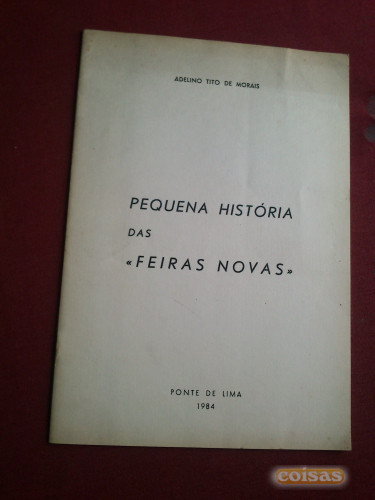 ADELINO TITO DE MORAIS
PEQUENA HISTÓRIA
DAS
«FEIRAS NOVAS»
PONTE DE LIMA
1984
coisas